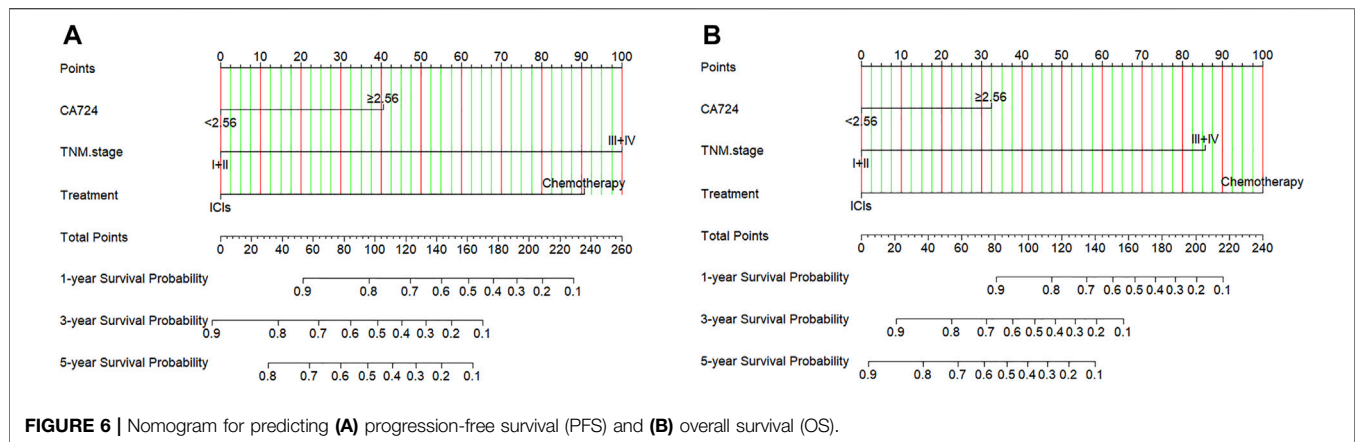 A
Points
0 10 20 30 40 50 60 70 80 90 100
CA724
≥2.56
<2.56
TNM.stage
III+IV
I+II
Treatment
Chemotherapy
ICIs
Total Points
0 20 40 60 80 100 120 140 160 180 200 220 240 260
1-year Survival Probability
0.9 0.8 0.7 0.6 0.5 0.4 0.3 0.2 0.1
3-year Survival Probability
0.9 0.8 0.7 0.6 0.5 0.4 0.3 0.2 0.1
5-year Survival Probability
0.8 0.7 0.6 0.5 0.4 0.3 0.2 0.1
B
Points
0 10 20 30 40 50 60 70 80 90 100
CA724
≥2.56
<2.56
TNM.stage
III+IV
I+II
Treatment
Chemotherapy
ICIs
Total Points
0 20 40 60 80 100 120 140 160 180 200 220 240
1-year Survival Probability
0.9 0.8 0.7 0.6 0.5 0.4 0.3 0.2 0.1
3-year Survival Probability
0.9 0.8 0.7 0.6 0.5 0.4 0.3 0.2 0.1
5-year Survival Probability
0.9 0.8 0.7 0.6 0.5 0.4 0.3 0.2 0.1
FIGURE 6 | Nomogram for predicting (A) progression-free survival (PFS) and (B) overall survival (OS).